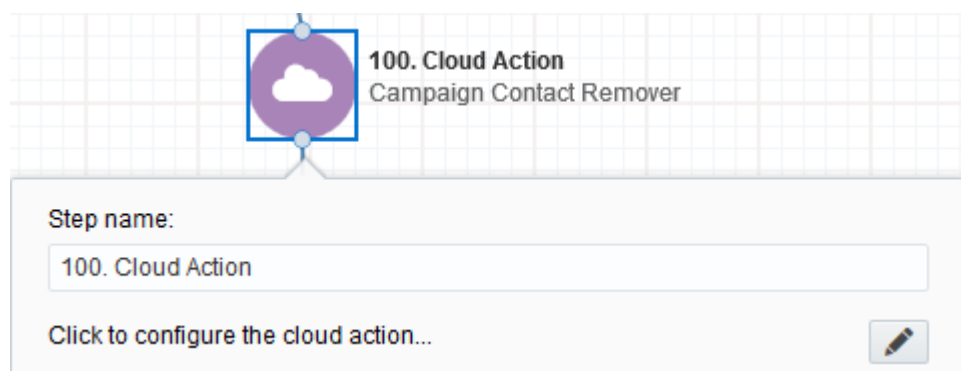 100. Cloud Action
Campaign Contact Remover
Step name:
100. Cloud Action
Click to configure the cloud action...